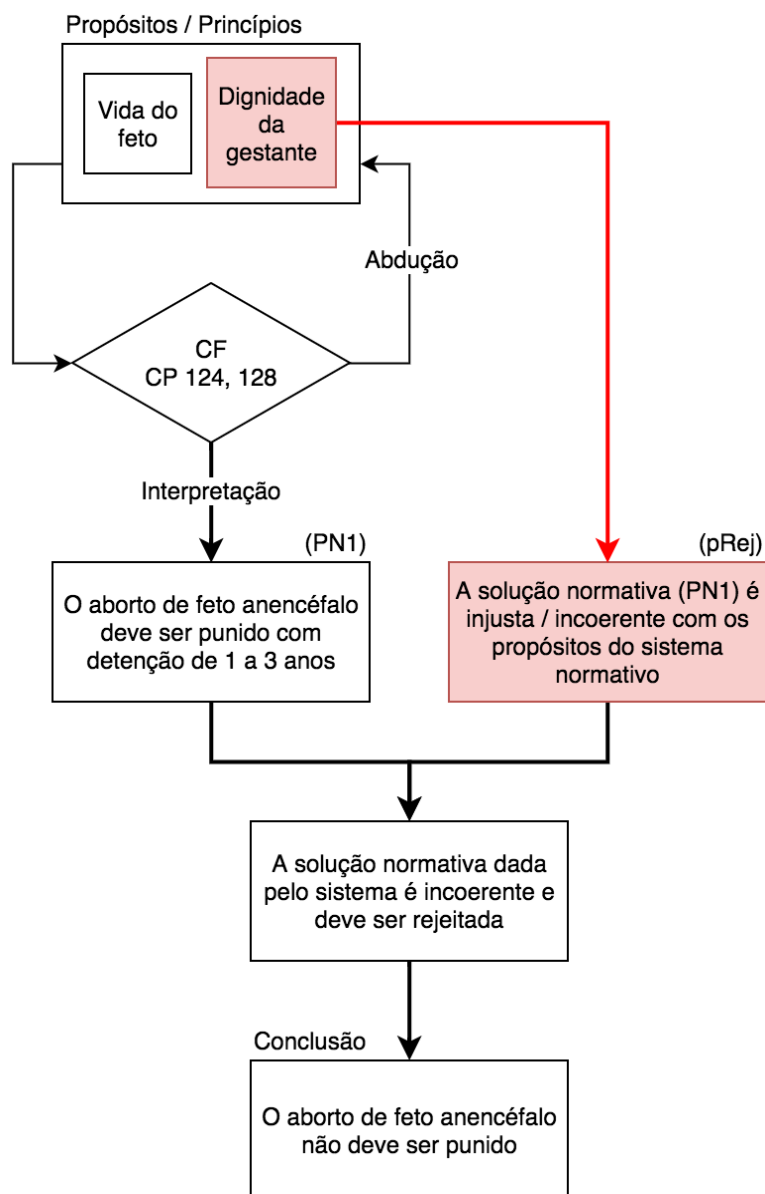 Propósitos / Princípios
Vida do
feto
Dignidade
da
gestante
Abdução
CF
CP 124, 128
Interpretação
(PN1)
(pRej)
O aborto de feto anencéfalo
deve ser punido com
detenção de 1 a 3 anos
A solução normativa (PN1) é
injusta / incoerente com os
propósitos do sistema
normativo
A solução normativa dada
pelo sistema é incoerente e
deve ser rejeitada
Conclusão
O aborto de feto anencéfalo
não deve ser punido